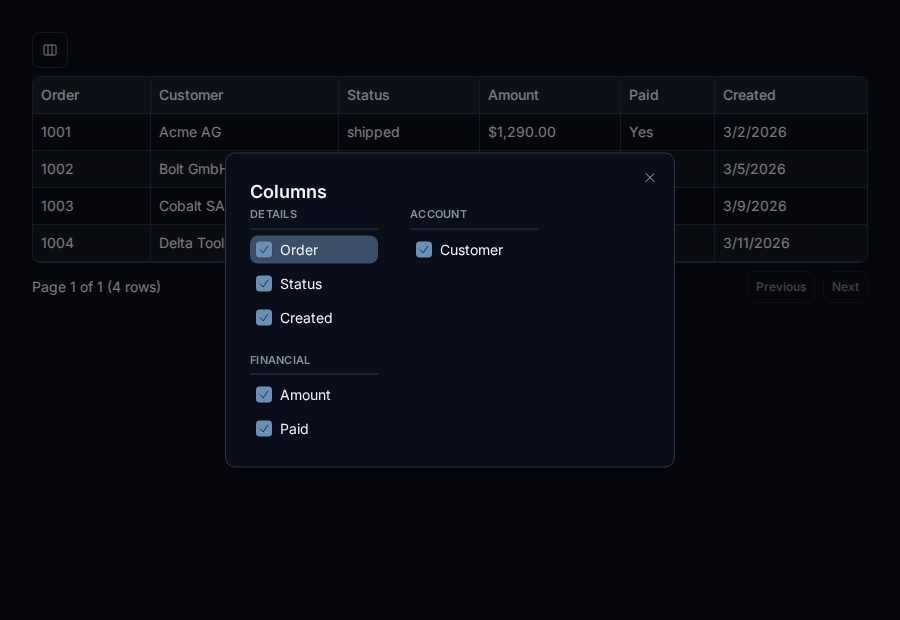 Order Customer Status Amount Paid Created
1001 Acme AG shipped $1,290.00 Yes 3/2/2026
1002 Bolt GmbH 3/5/2026
1003 Cobalt SA 3/9/2026
1004 Delta Tool 3/11/2026
Page 1 of 1 (4 rows) Previous Next
Columns
DETAILS
Order
Status
Created
FINANCIAL
Amount
Paid
ACCOUNT
Customer